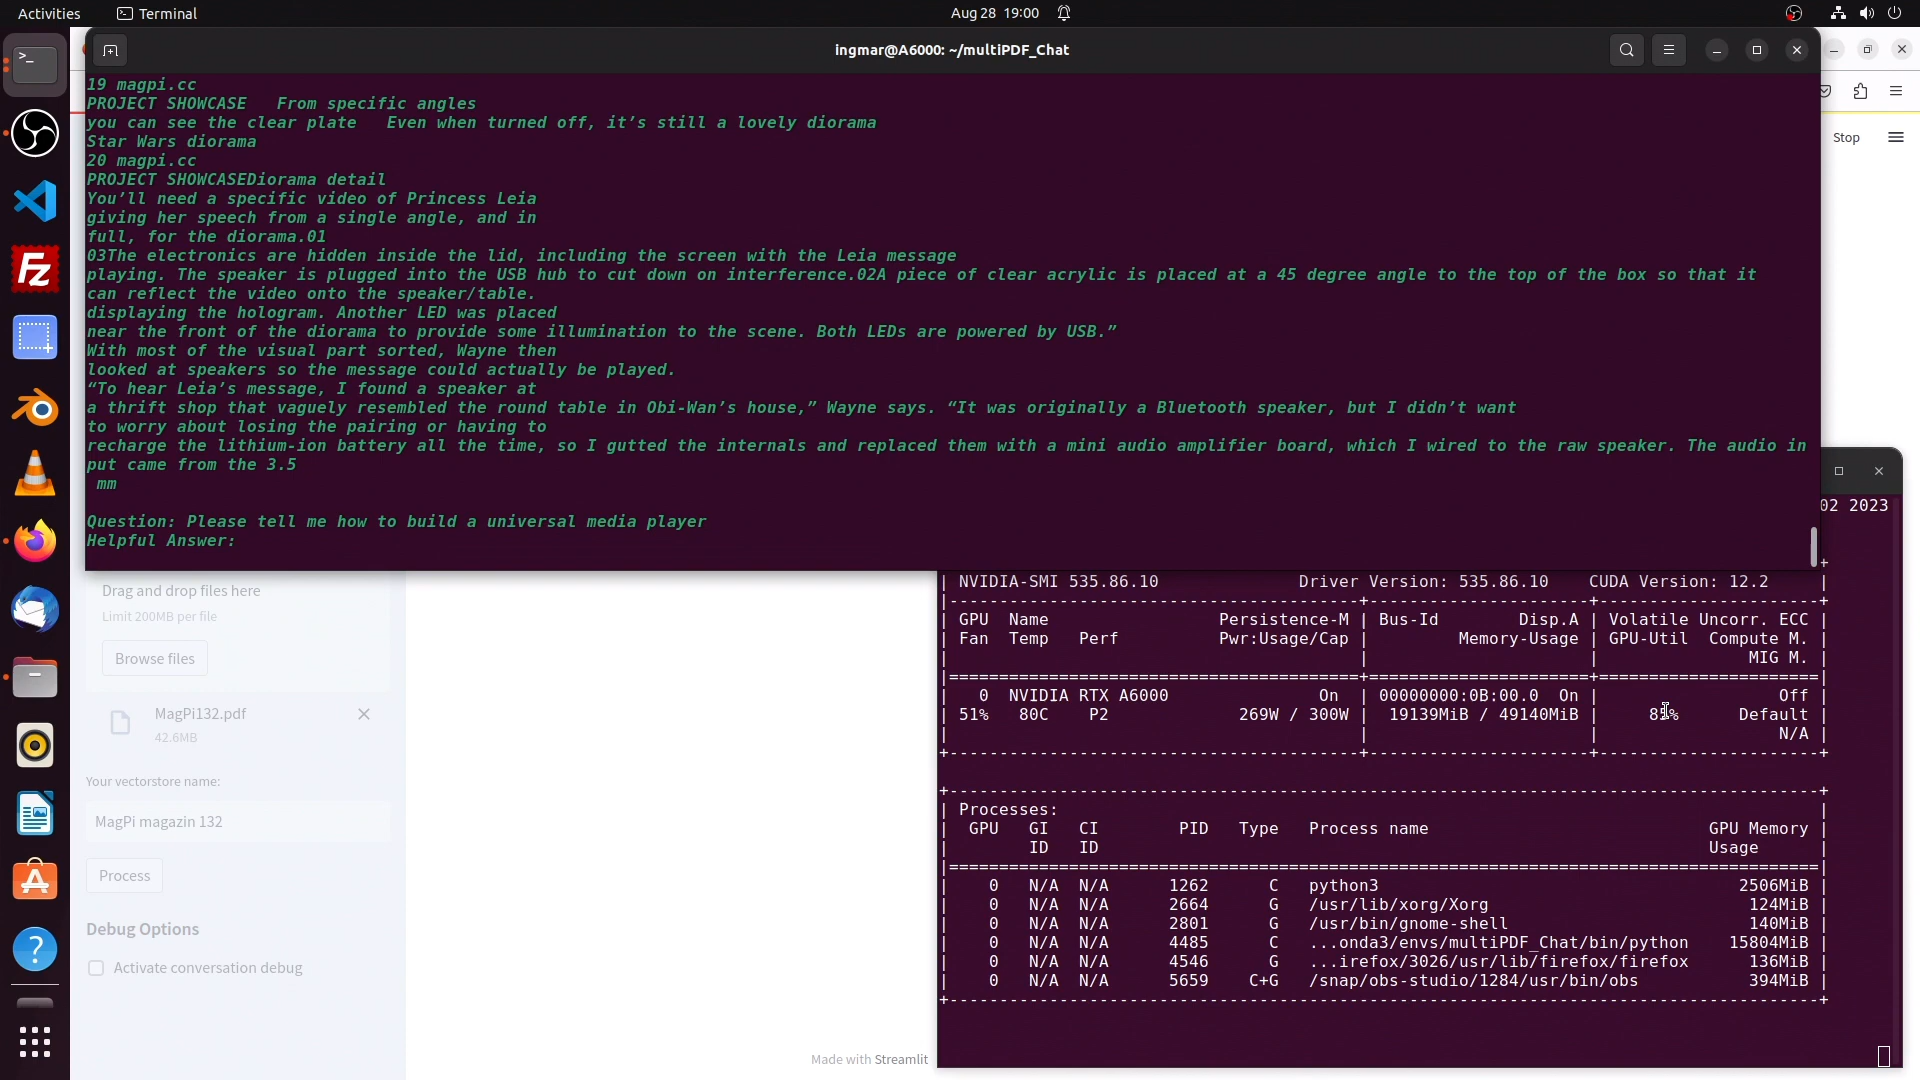 Activities
Terminal
Aug 28 19:00
ingmar@A6000: ~/multiPDF_Chat
19 magpi.cc
PROJECT SHOWCASE   From specific angles
you can see the clear plate   Even when turned off, it’s still a lovely diorama
Star Wars diorama
20 magpi.cc
PROJECT SHOWCASEDiorama detail
You’ll need a specific video of Princess Leia
giving her speech from a single angle, and in
full, for the diorama.01
03The electronics are hidden inside the lid, including the screen with the Leia message
playing. The speaker is plugged into the USB hub to cut down on interference.02A piece of clear acrylic is placed at a 45 degree angle to the top of the box so that it
can reflect the video onto the speaker/table.
displaying the hologram. Another LED was placed
near the front of the diorama to provide some illumination to the scene. Both LEDs are powered by USB.”
With most of the visual part sorted, Wayne then
looked at speakers so the message could actually be played.
“To hear Leia’s message, I found a speaker at
a thrift shop that vaguely resembled the round table in Obi-Wan’s house,” Wayne says. “It was originally a Bluetooth speaker, but I didn’t want
to worry about losing the pairing or having to
recharge the lithium-ion battery all the time, so I gutted the internals and replaced them with a mini audio amplifier board, which I wired to the raw speaker. The audio in
put came from the 3.5
mm
Question: Please tell me how to build a universal media player
Helpful Answer:
Stop
Drag and drop files here
Limit 200MB per file
Browse files
MagPi132.pdf
42.6MB
Your vectorstore name:
MagPi magazin 132
Process
Debug Options
Activate conversation debug
Made with Streamlit
02 2023
NVIDIA-SMI 535.86.10   Driver Version: 535.86.10   CUDA Version: 12.2
GPU Name   Persistence-M | Bus-Id   Disp.A | Volatile Uncorr. ECC
Fan Temp Perf   Pwr:Usage/Cap | Memory-Usage | GPU-Util Compute M.
MIG M.
0 NVIDIA RTX A6000   On | 00000000:0B:00.0 On | Off
51% 80C P2   269W / 300W | 19139MiB / 49140MiB | Default
N/A
Processes:
GPU GI CI   PID Type Process name   GPU Memory
ID ID   Usage
0 N/A N/A 1262 C python3 2506MiB
0 N/A N/A 2664 G /usr/lib/xorg/Xorg 124MiB
0 N/A N/A 2801 G /usr/bin/gnome-shell 140MiB
0 N/A N/A 4485 C ...onda3/envs/multiPDF_Chat/bin/python 15804MiB
0 N/A N/A 4546 G ...irefox/3026/usr/lib/firefox/firefox 136MiB
0 N/A N/A 5659 C+G /snap/obs-studio/1284/usr/bin/obs 394MiB